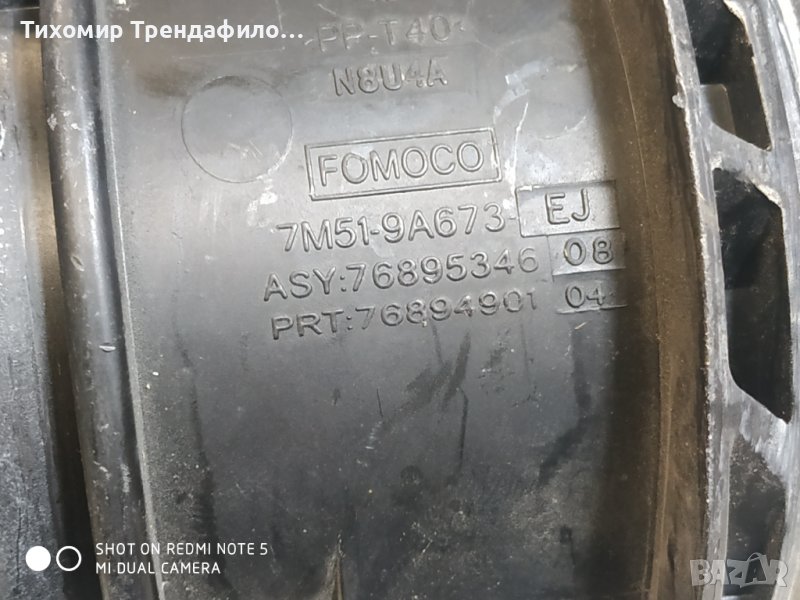 Тихомир Трендафило...
PP-T40
N8U4A
FOMOCO
7M51-9A673- EJ
ASY:76895346 08
PRT:76894901 04
SHOT ON REDMI NOTE 5
MI DUAL CAMERA
BAZAR